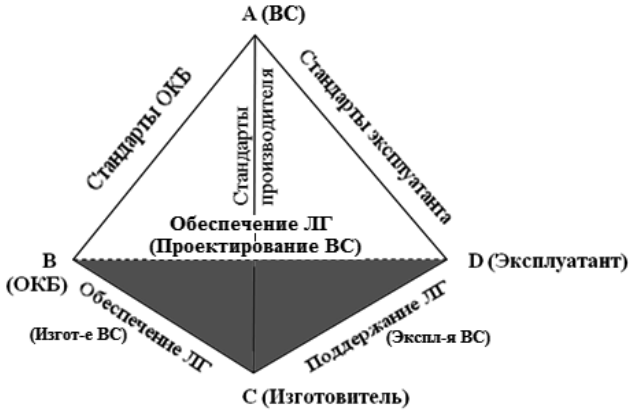 A (ВС)
Стандарты ОКБ
Стандарты
производителя
Стандарты эксплуатанта
Обеспечение ЛГ
(Проектирование ВС)
B
(ОКБ)
D (Эксплуатант)
Обеспечение ЛГ
(Изгот-е ВС)
Поддержание ЛГ
(Экспл-я ВС)
C (Изготовитель)